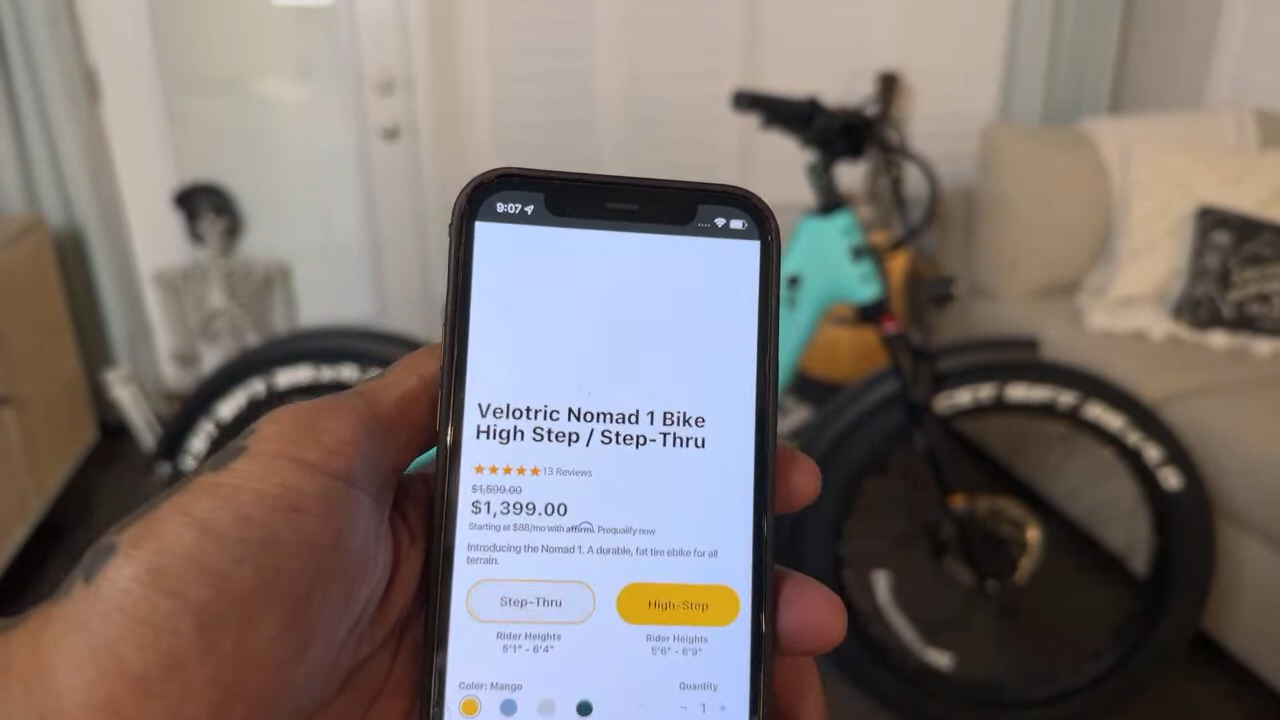 9:07
Velotric Nomad 1 Bike
High Step / Step-Thru
13 Reviews
$1,599.00
$1,399.00
Starting at $88/mo with affirm. Prequalify now
Introducing the Nomad 1. A durable, fat tire ebike for all
terrain.
Step-Thru
High-Step
Rider Heights
5'1" - 6'4"
Rider Heights
5'6" - 6'9"
Color: Mango
Quantity
− 1 +